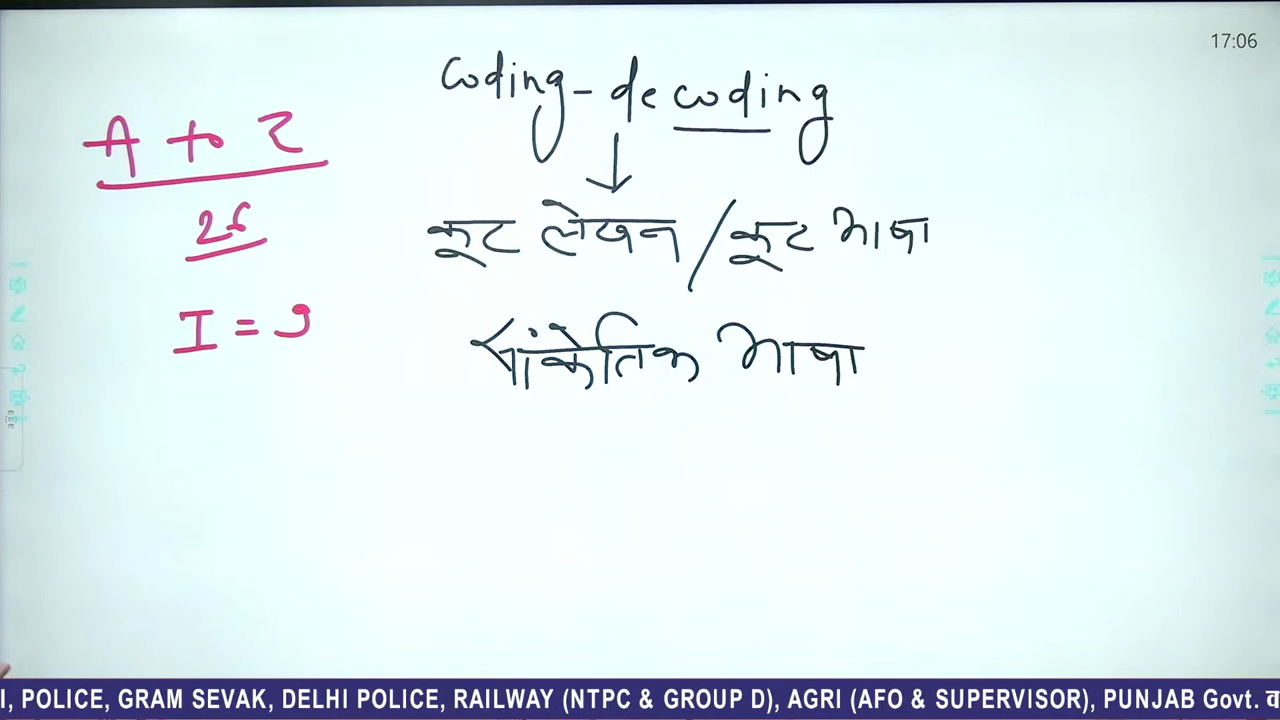 17:06
coding-decoding
A to Z
26
कूट लेखन/कूट भाषा
I = 9
सांकेतिक भाषा
I, POLICE, GRAM SEVAK, DELHI POLICE, RAILWAY (NTPC & GROUP D), AGRI (AFO & SUPERVISOR), PUNJAB Govt.